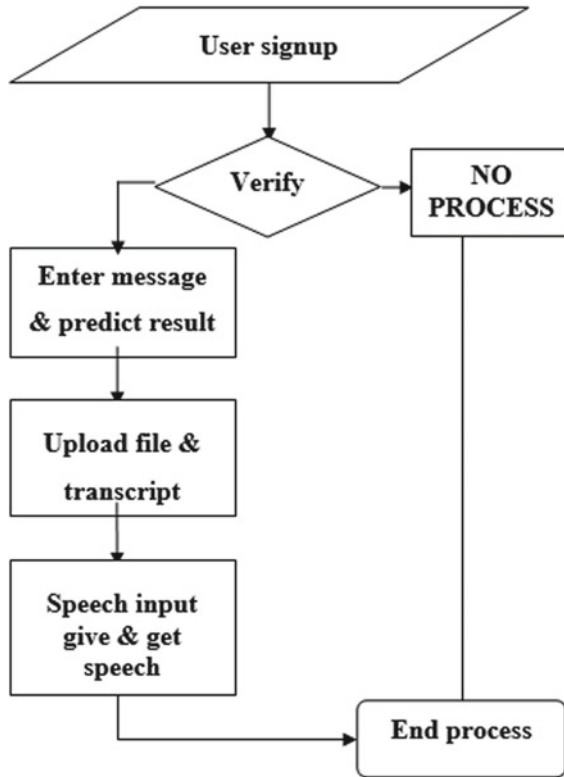 User signup
Verify
NO
PROCESS
Enter message
& predict result
Upload file &
transcript
Speech input
give & get
speech
End process